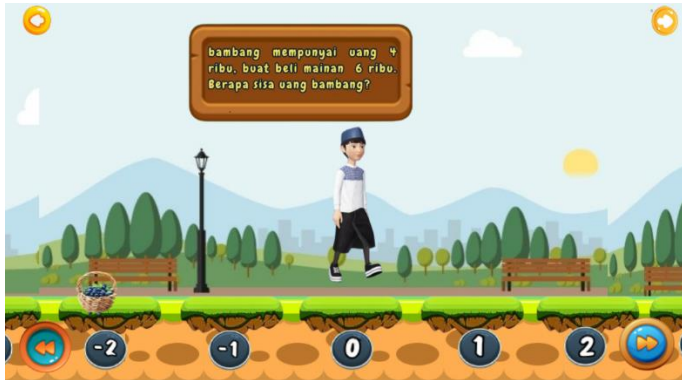 bambang mempunyai uang 4
ribu, buat beli mainan 6 ribu.
Berapa sisa uang bambang?
-2 -1 0 1 2